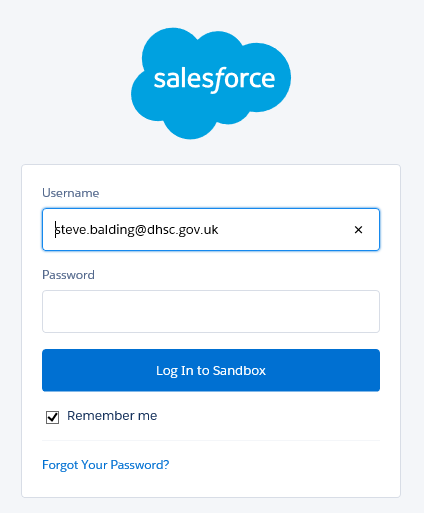 salesforce
Username
steve.balding@dhsc.gov.uk
Password
Log In to Sandbox
Remember me
Forgot Your Password?